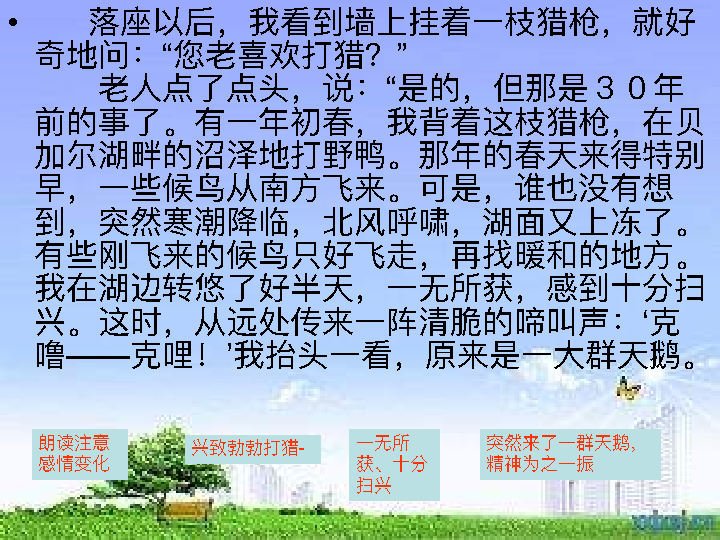 • 落座以后，我看到墙上挂着一枝猎枪，就好
奇地问：“您老喜欢打猎？”
老人点了点头，说：“是的，但那是３０年
前的事了。有一年初春，我背着这枝猎枪，在贝
加尔湖畔的沼泽地打野鸭。那年的春天来得特别
早，一些候鸟从南方飞来。可是，谁也没有想
到，突然寒潮降临，北风呼啸，湖面又上冻了。
有些刚飞来的候鸟只好飞走，再找暖和的地方。
我在湖边转悠了好半天，一无所获，感到十分扫
兴。这时，从远处传来一阵清脆的啼叫声：‘克
噜——克哩！’我抬头一看，原来是一大群天鹅。
朗读注意
感情变化
兴致勃勃打猎-
一无所
获、十分
扫兴
突然来了一群天鹅,
精神为之一振